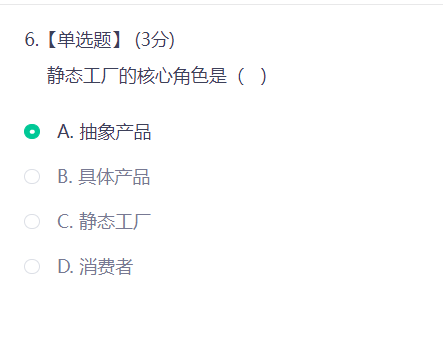 6.【单选题】 (3分)
静态工厂的核心角色是（ ）
A. 抽象产品
B. 具体产品
C. 静态工厂
D. 消费者